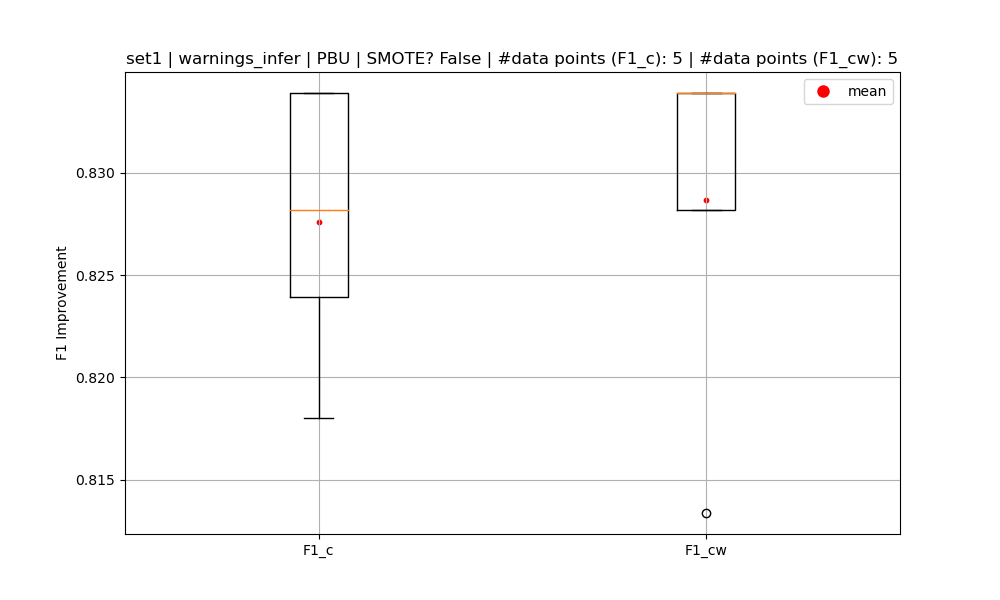 set1 | warnings_infer | PBU | SMOTE? False | #data points (F1_c): 5 | #data points (F1_cw): 5
mean
0.830
0.825
0.820
0.815
F1 Improvement
F1_c
F1_cw